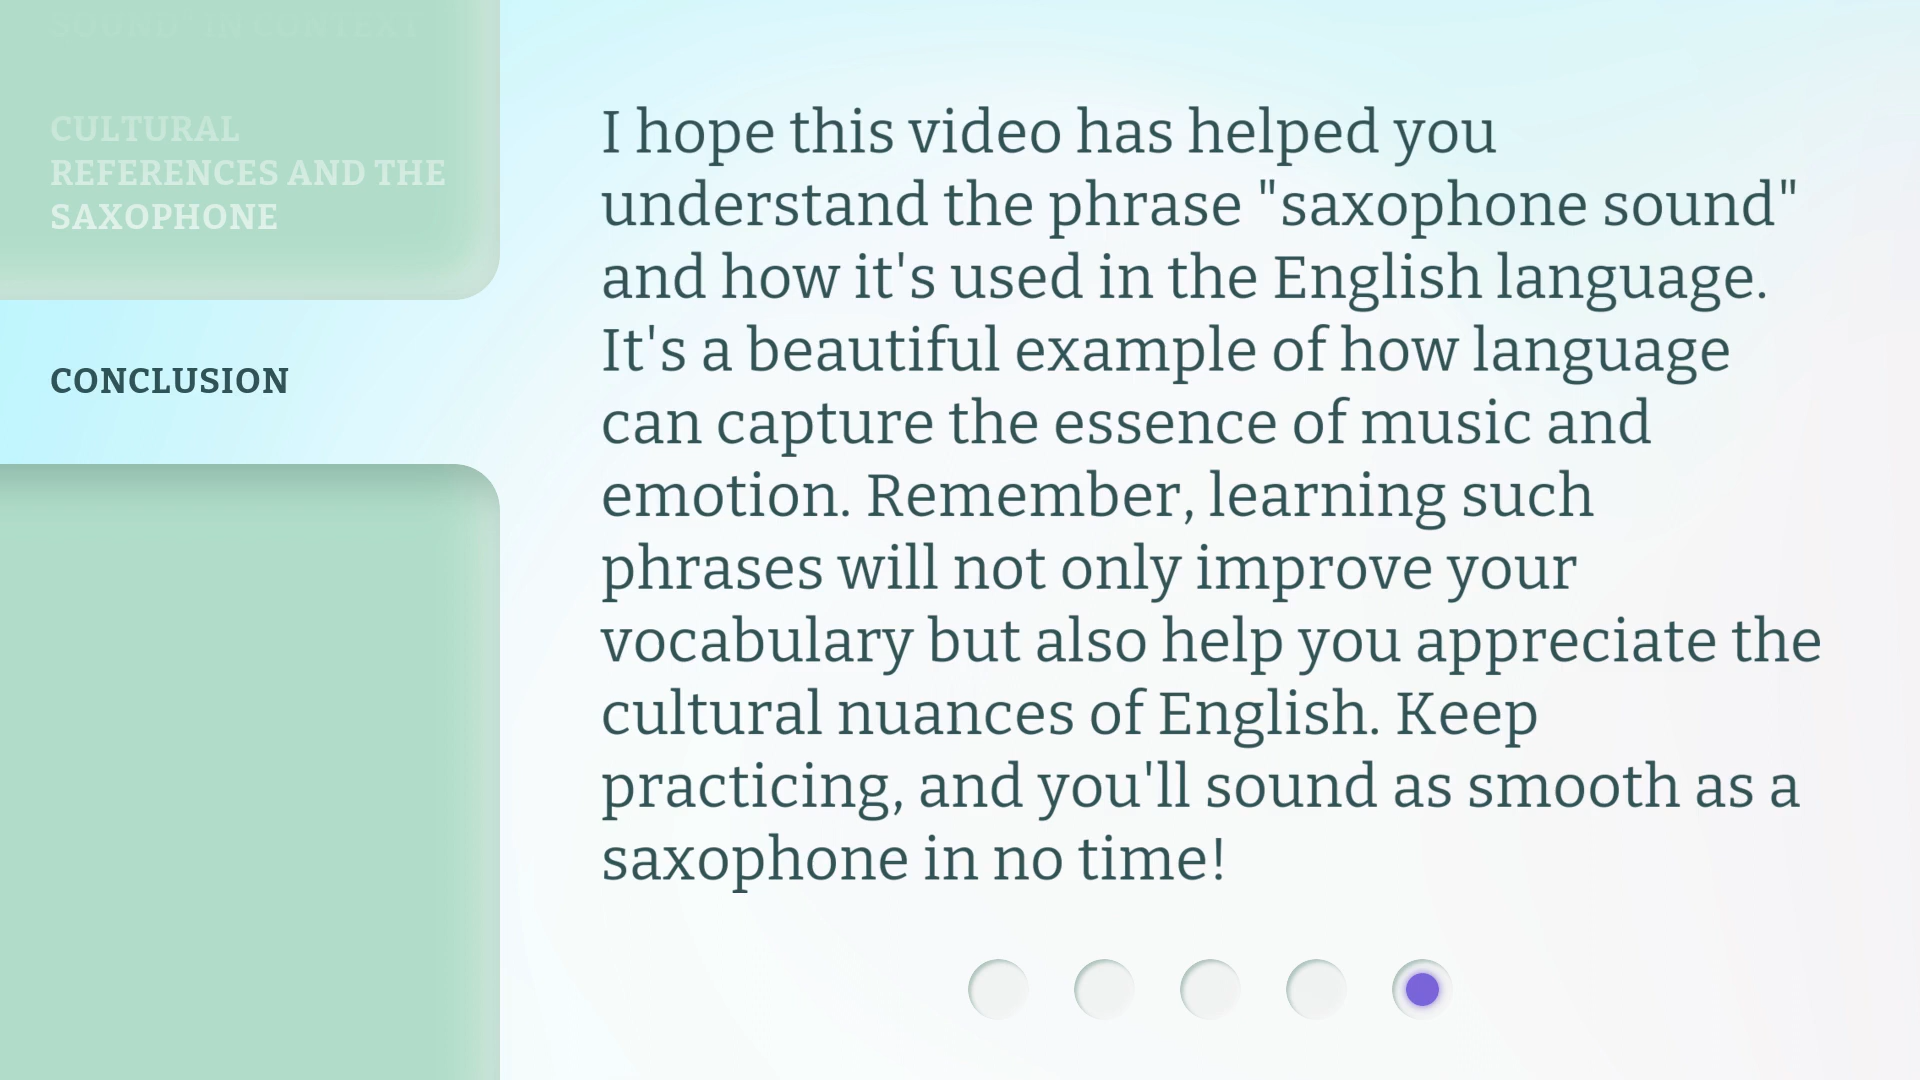 SOUND" IN CONTEXT
CULTURAL
REFERENCES AND THE
SAXOPHONE
CONCLUSION
I hope this video has helped you
understand the phrase "saxophone sound"
and how it's used in the English language.
It's a beautiful example of how language
can capture the essence of music and
emotion. Remember, learning such
phrases will not only improve your
vocabulary but also help you appreciate the
cultural nuances of English. Keep
practicing, and you'll sound as smooth as a
saxophone in no time!